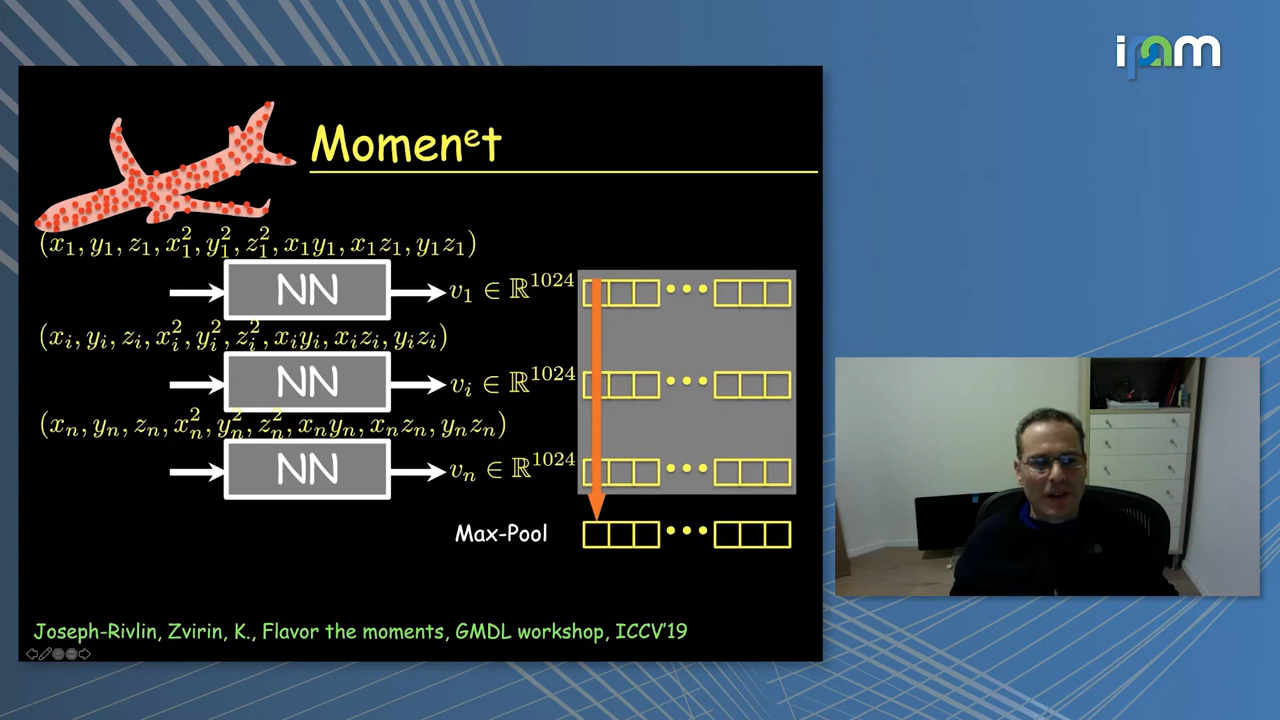 ipam
Momenet
(x₁, y₁, z₁, x₁², y₁², z₁², x₁y₁, x₁z₁, y₁z₁)
NN
v₁ ∈ ℝ¹⁰²⁴
(xᵢ, yᵢ, zᵢ, xᵢ², yᵢ², zᵢ², xᵢyᵢ, xᵢzᵢ, yᵢzᵢ)
NN
vᵢ ∈ ℝ¹⁰²⁴
(xₙ, yₙ, zₙ, xₙ², yₙ², zₙ², xₙyₙ, xₙzₙ, yₙzₙ)
NN
vₙ ∈ ℝ¹⁰²⁴
Max-Pool
Joseph-Rivlin, Zvirin, K., Flavor the moments, GMDL workshop, ICCV'19